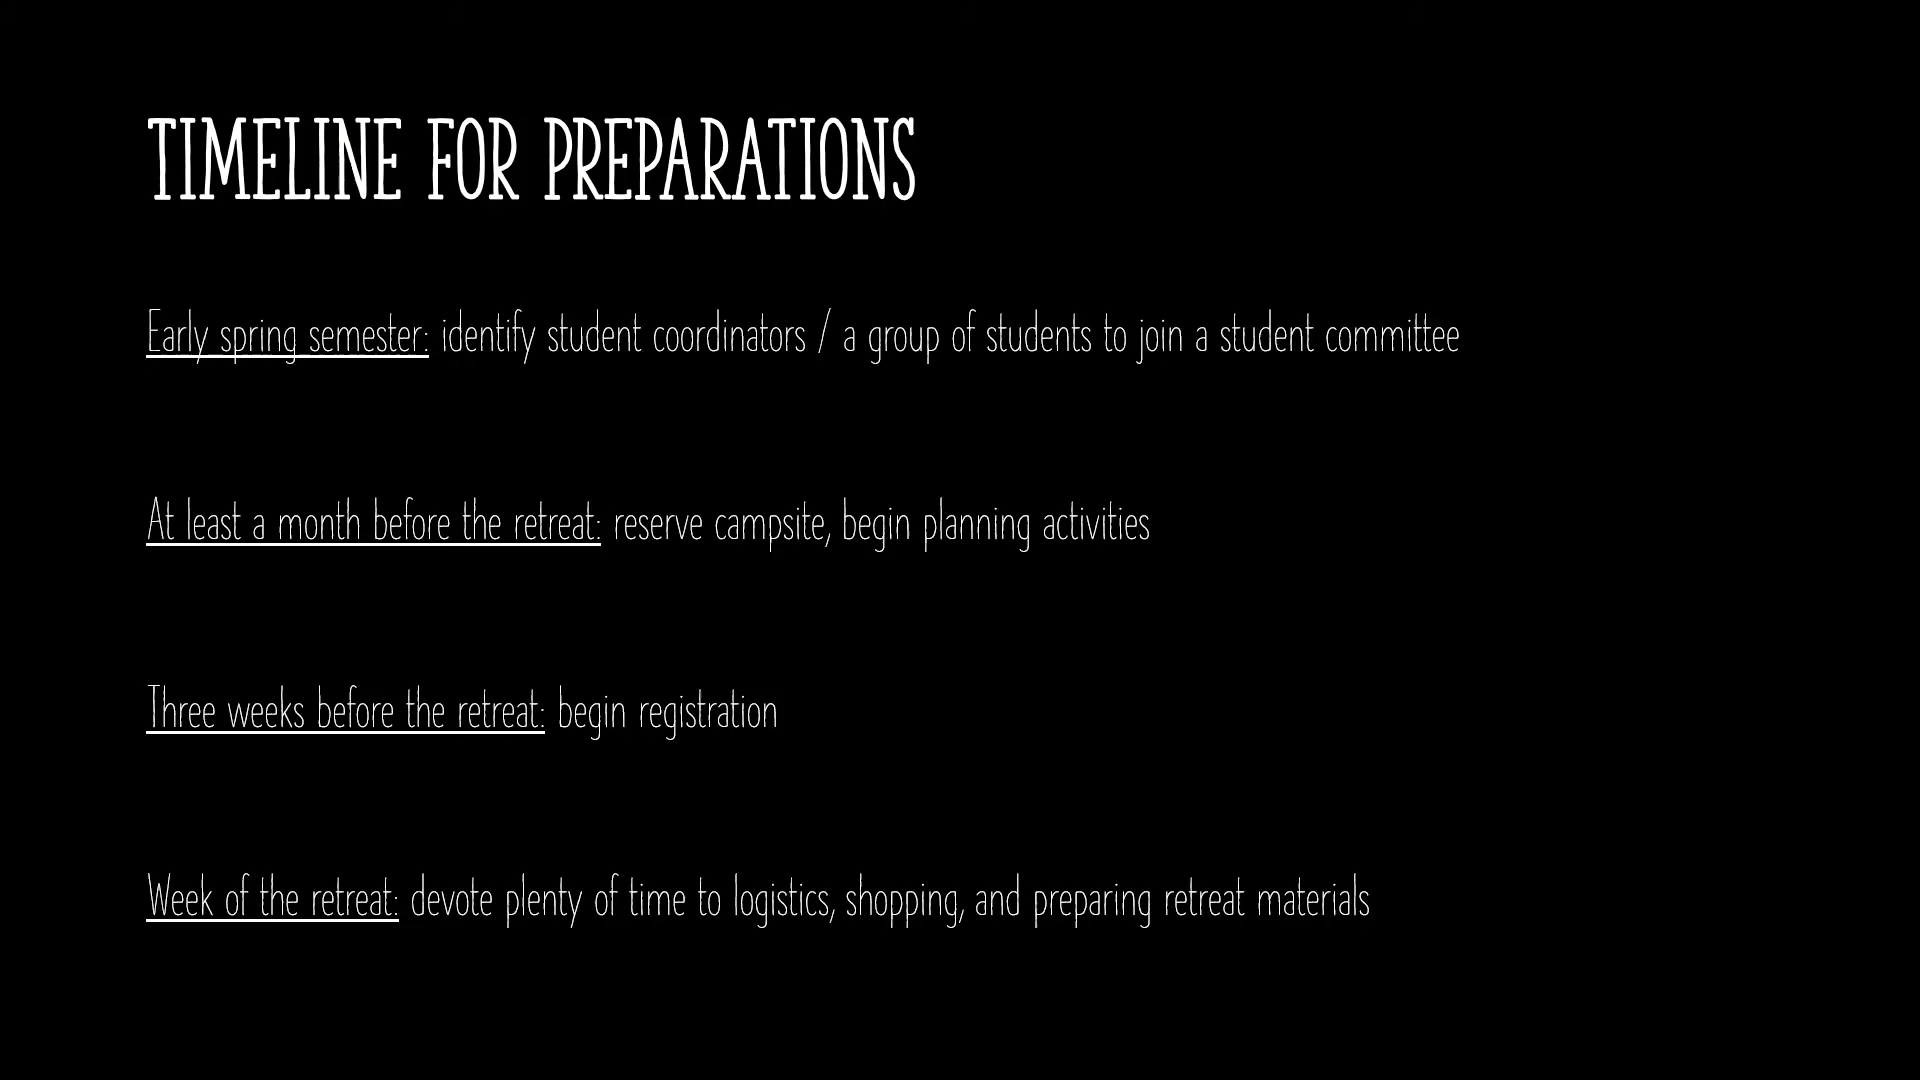 TIMELINE FOR PREPARATIONS
Early spring semester: identify student coordinators / a group of students to join a student committee
At least a month before the retreat: reserve campsite, begin planning activities
Three weeks before the retreat: begin registration
Week of the retreat: devote plenty of time to logistics, shopping, and preparing retreat materials